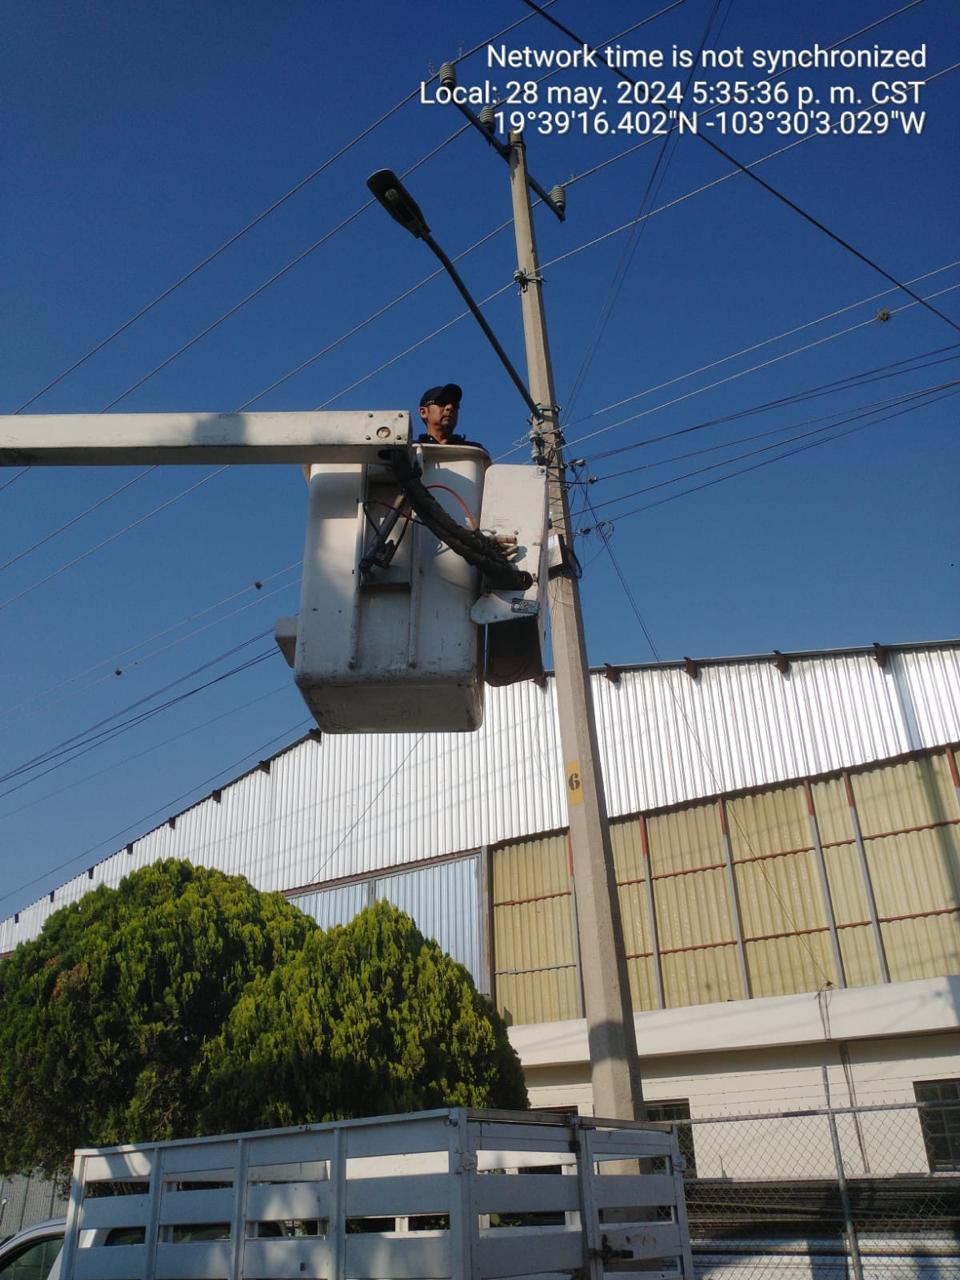 Network time is not synchronized
Local: 28 may. 2024 5:35:36 p. m. CST
19°39'16.402"N -103°30'3.029"W
6